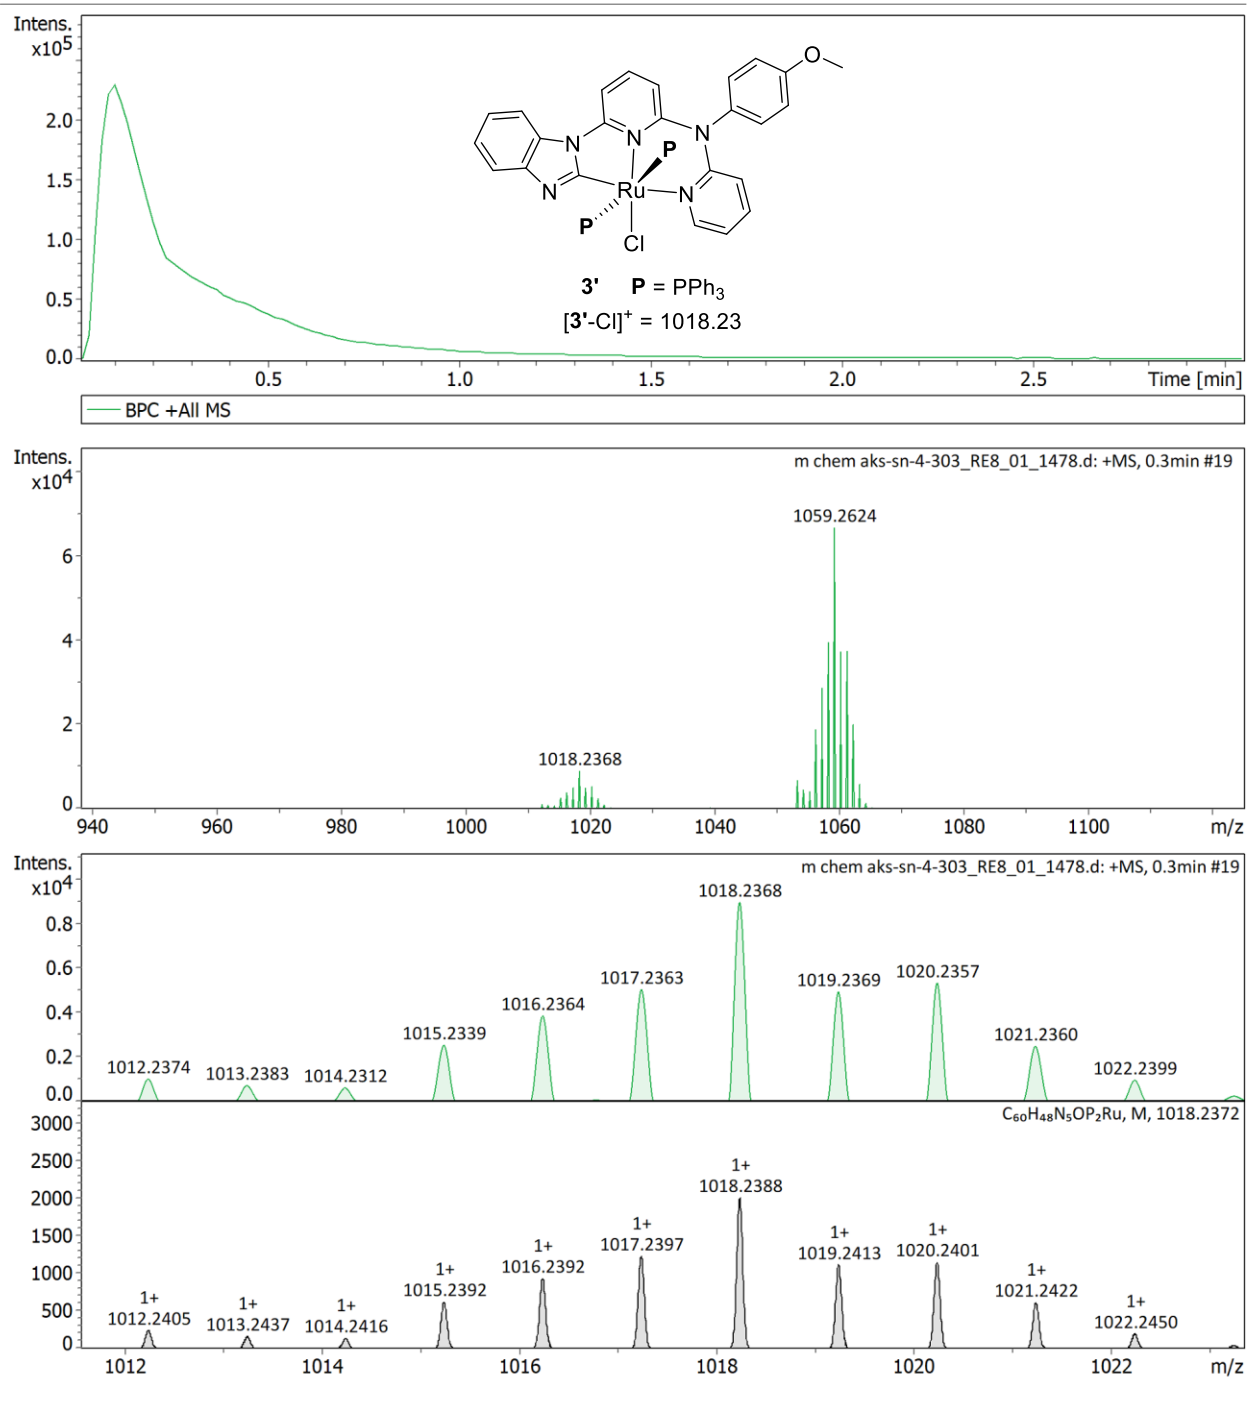 Intens.
x10⁵
2.0
1.5
1.0
0.5
0.0
0.5 1.0 1.5 2.0 2.5 Time [min]
O
N
N
N
P
N
Ru
N
P
Cl
3' P = PPh₃
[3'-Cl]⁺ = 1018.23
BPC +All MS
Intens.
x10⁴
m chem aks-sn-4-303_RE8_01_1478.d: +MS, 0.3min #19
1059.2624
6
4
2
1018.2368
0
940 960 980 1000 1020 1040 1060 1080 1100 m/z
Intens.
x10⁴
m chem aks-sn-4-303_RE8_01_1478.d: +MS, 0.3min #19
1018.2368
0.8
0.6
0.4
0.2
0.0
1012.2374 1013.2383 1014.2312 1015.2339 1016.2364 1017.2363 1019.2369 1020.2357 1021.2360 1022.2399
C₆₀H₄₈N₅OP₂Ru, M, 1018.2372
3000
2500
2000
1500
1000
500
0
1+
1012.2405
1+
1013.2437
1+
1014.2416
1+
1015.2392
1+
1016.2392
1+
1017.2397
1+
1018.2388
1+
1019.2413
1+
1020.2401
1+
1021.2422
1+
1022.2450
1012 1014 1016 1018 1020 1022 m/z